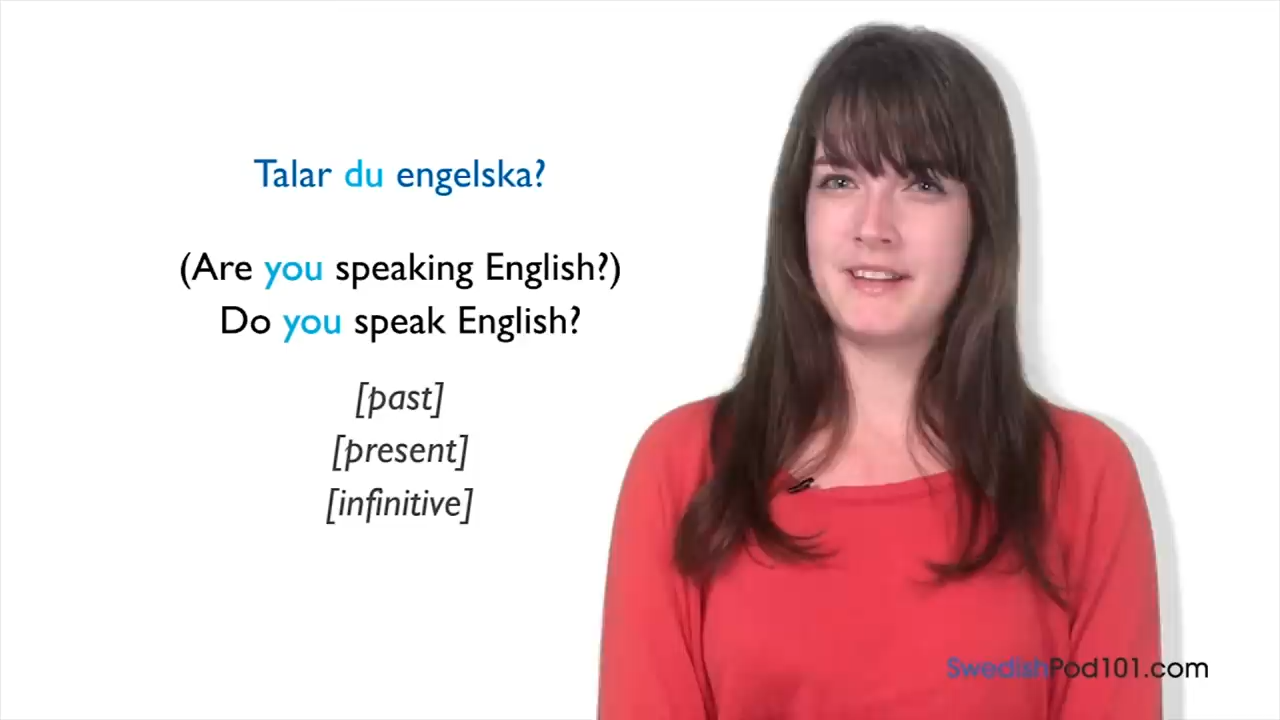 Talar du engelska?
(Are you speaking English?)
Do you speak English?
[past]
[present]
[infinitive]
SwedishPod101.com